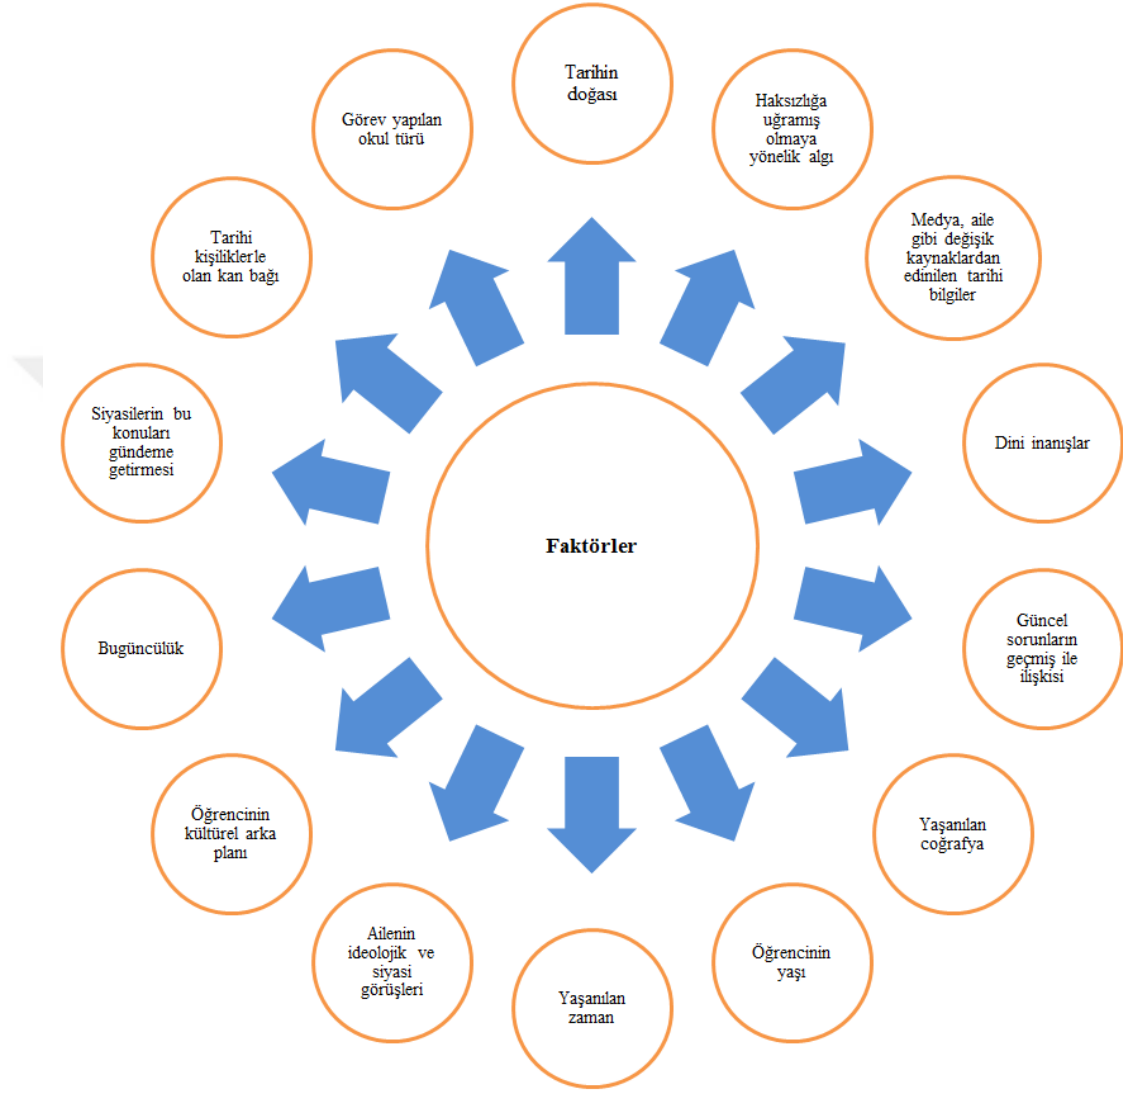 Tarihin
doğası
Haksızlığa
uğramış
olmaya
yönelik algı
Medya, aile
gibi değişik
kaynaklardan
edinilen tarihi
bilgiler
Dini inanışlar
Güncel
sorunların
geçmiş ile
ilişkisi
Yaşanılan
coğrafya
Öğrencinin
yaşı
Yaşanılan
zaman
Ailenin
ideolojik ve
siyasi
görüşleri
Öğrencinin
kültürel arka
planı
Bugüncülük
Siyasilerin bu
konuları
gündeme
getirmesi
Tarihi
kişiliklerle
olan kan bağı
Görev yapılan
okul türü
Faktörler